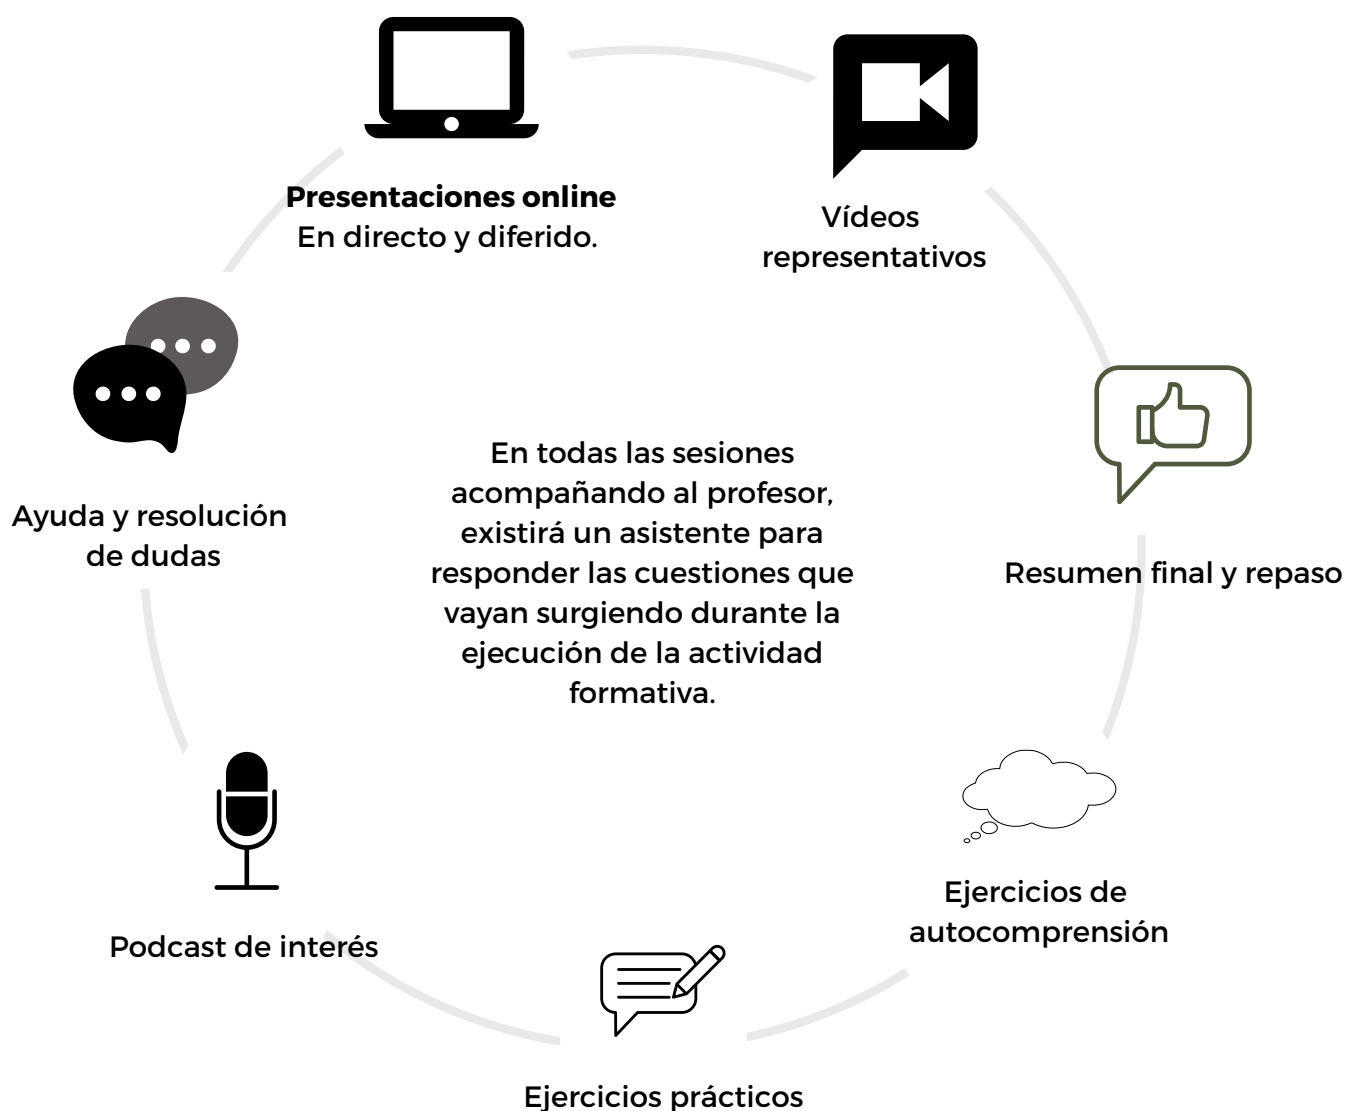 Presentaciones online
En directo y diferido.
Vídeos
representativos
Ayuda y resolución
de dudas
En todas las sesiones
acompañando al profesor,
existirá un asistente para
responder las cuestiones que
vayan surgiendo durante la
ejecución de la actividad
formativa.
Resumen final y repaso
Podcast de interés
Ejercicios de
autocomprensión
Ejercicios prácticos